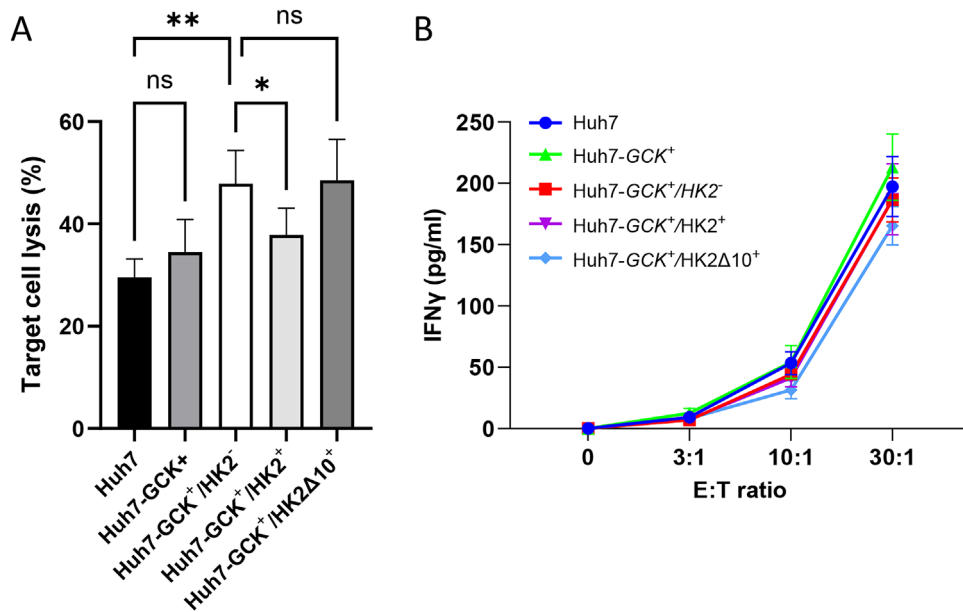 A
**
ns
ns
*
Target cell lysis (%)
60
40
20
0
Huh7
Huh7-GCK+
Huh7-GCK⁺/HK2⁻
Huh7-GCK⁺/HK2⁺
Huh7-GCK⁺/HK2Δ10⁺
B
Huh7
Huh7-GCK⁺
Huh7-GCK⁺/HK2⁻
Huh7-GCK⁺/HK2⁺
Huh7-GCK⁺/HK2Δ10⁺
IFNγ (pg/ml)
250
200
150
100
50
0
0 3:1 10:1 30:1
E:T ratio